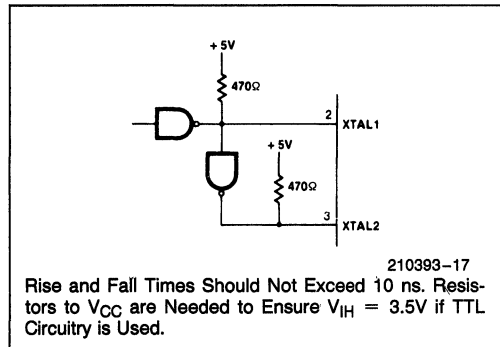 + 5V
470Ω
2
XTAL1
+ 5V
470Ω
3
XTAL2
210393–17
Rise and Fall Times Should Not Exceed 10 ns. Resis-
tors to VCC are Needed to Ensure VIH = 3.5V if TTL
Circuitry is Used.